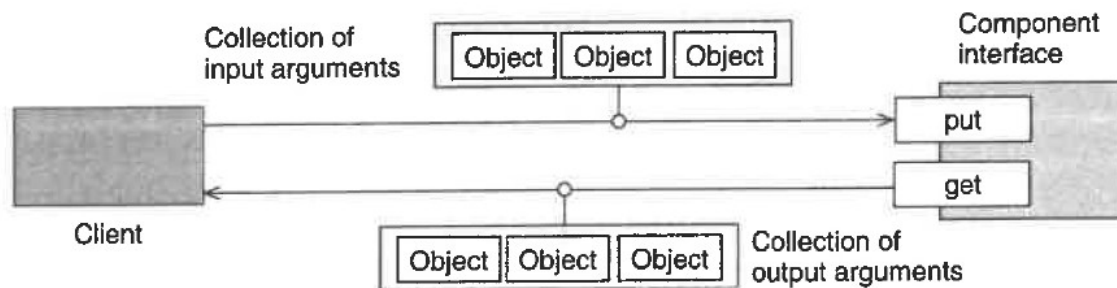 Collection of
input arguments
Object Object Object
Component
interface
put
get
Client
Object Object Object
Collection of
output arguments